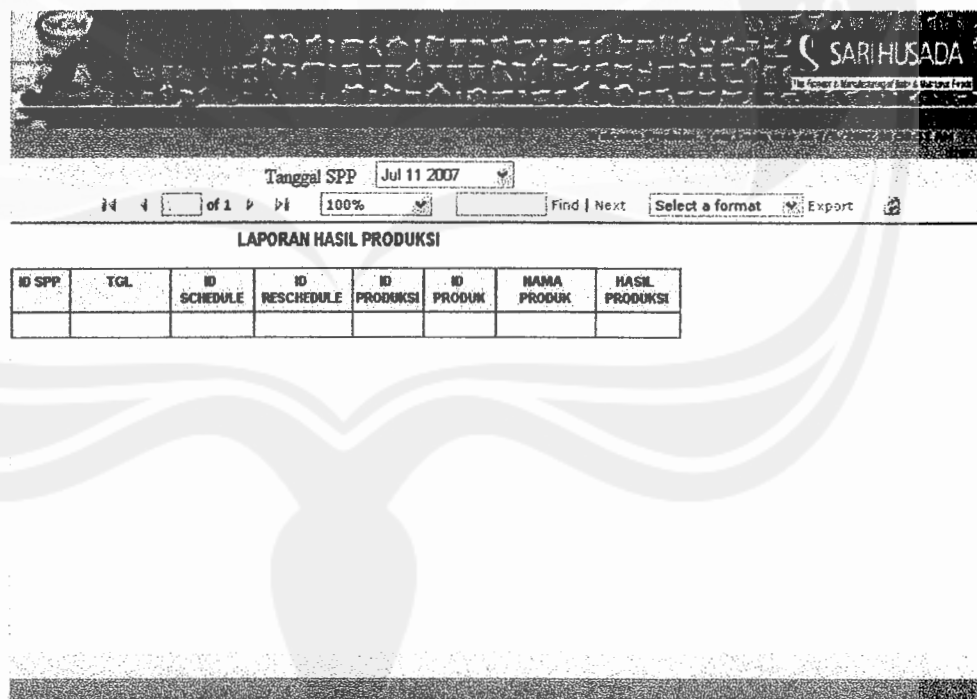 SARIHUSADA
Tanggal SPP Jul 11 2007
of 1 100% Find | Next Select a format Export
LAPORAN HASIL PRODUKSI
ID SPP TGL ID SCHEDULE ID RESCHEDULE ID PRODUKSI ID PRODUK NAMA PRODUK HASIL PRODUKSI